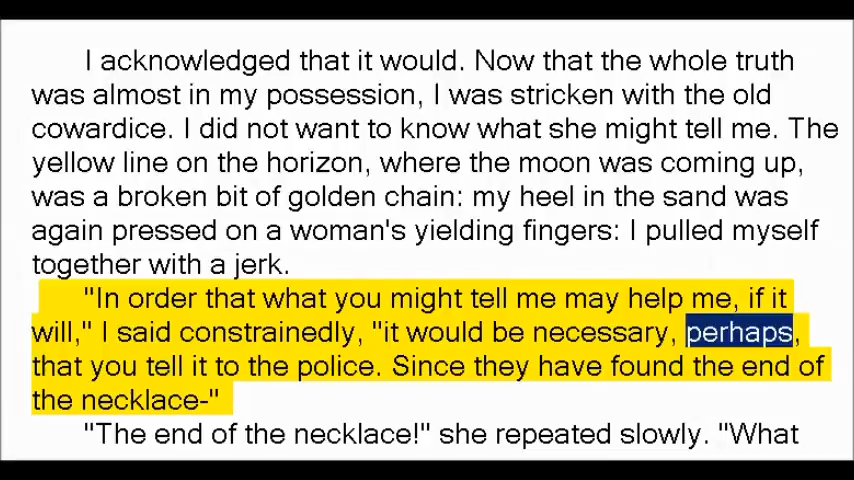 I acknowledged that it would. Now that the whole truth
was almost in my possession, I was stricken with the old
cowardice. I did not want to know what she might tell me. The
yellow line on the horizon, where the moon was coming up,
was a broken bit of golden chain: my heel in the sand was
again pressed on a woman's yielding fingers: I pulled myself
together with a jerk.
"In order that what you might tell me may help me, if it
will," I said constrainedly, "it would be necessary, perhaps,
that you tell it to the police. Since they have found the end of
the necklace-"
"The end of the necklace!" she repeated slowly. "What